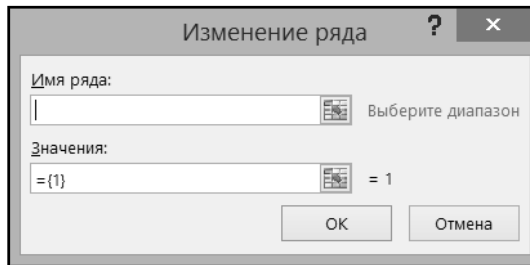 Изменение ряда ? ×
Имя ряда:
Выберите диапазон
Значения:
={1} = 1
ОК Отмена